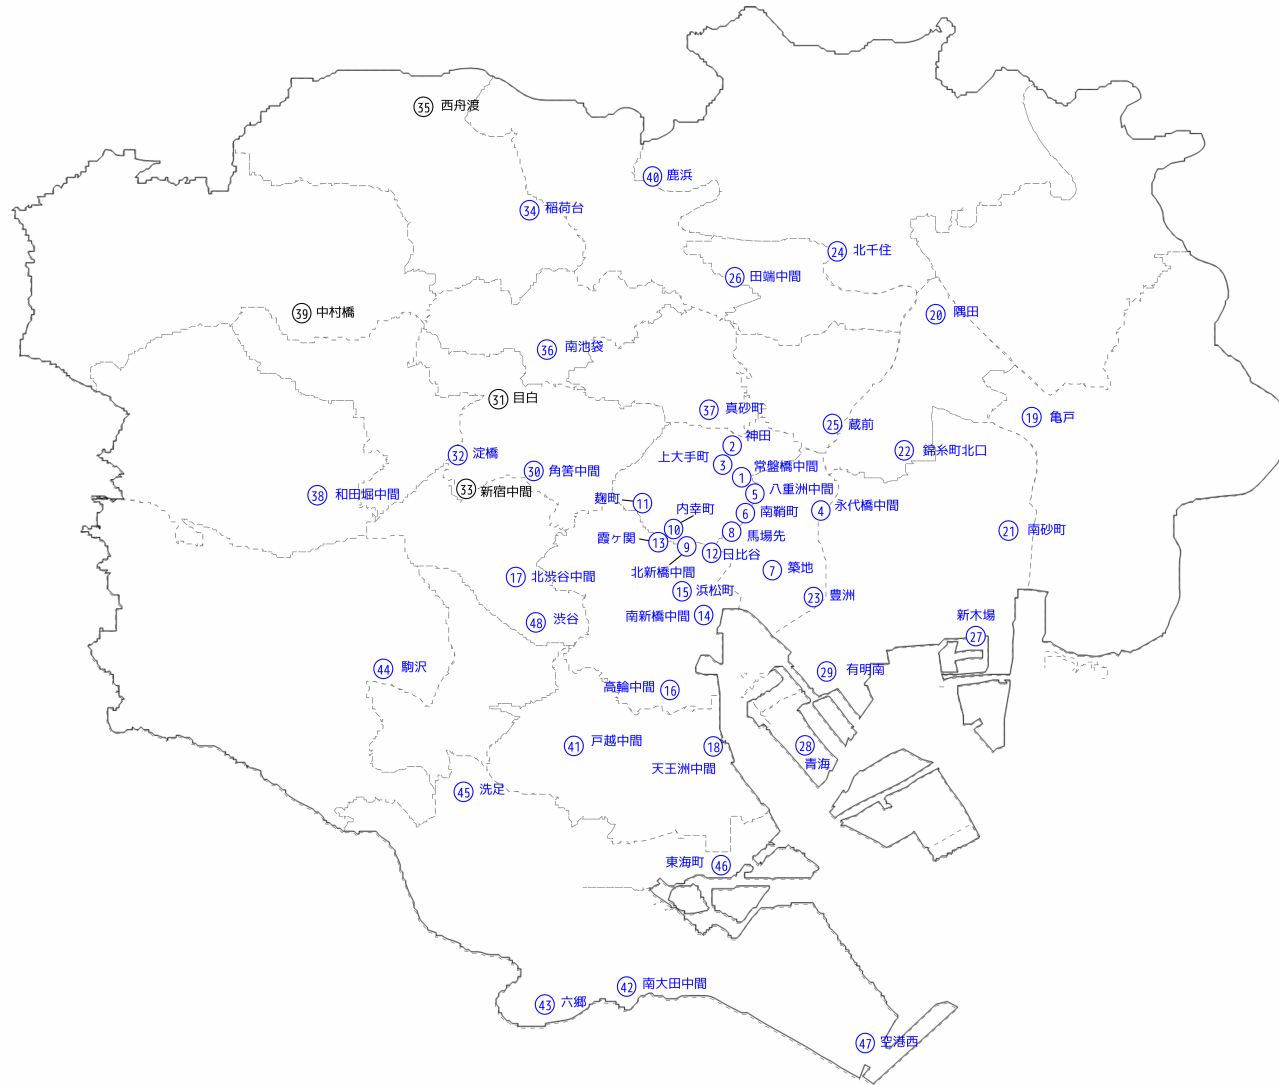 ㉟ 西舟渡
㊵ 鹿浜
㉞ 稲荷台
㉔ 北千住
㉖ 田端中間
㊴ 中村橋
⑳ 隅田
㊱ 南池袋
㉛ 目白
㊲ 真砂町
⑲ 亀戸
㉕ 蔵前
② 神田
㉒ 錦糸町北口
㉜ 淀橋
上大手町 ③
常盤橋中間 ①
㉚ 角筈中間
㉝ 新宿中間
⑤ 八重洲中間
㊳ 和田堀中間
麹町 ⑪
④ 永代橋中間
内幸町 ⑩
⑥ 南鞘町
⑧ 馬場先
㉑ 南砂町
霞ヶ関 ⑬
⑨ 北新橋中間
⑫ 日比谷
⑦ 築地
⑰ 北渋谷中間
⑮ 浜松町
㉓ 豊洲
南新橋中間 ⑭
新木場 ㉗
㊽ 渋谷
㊹ 駒沢
㉙ 有明南
高輪中間 ⑯
㊶ 戸越中間
⑱ 天王洲中間
㉘ 青海
㊺ 洗足
東海町 ㊻
㊷ 南大田中間
㊸ 六郷
㊼ 空港西